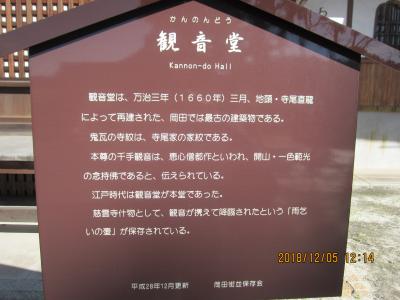 かんのんどう
観音堂
Kannon-do Hall
観音堂は、万治三年（1660年）三月、地頭・寺尾直龍
によって再建された、岡田では最古の建築物である。
鬼瓦の寺紋は、寺尾家の家紋である。
本尊の千手観音は、恵心僧都作といわれ、開山・一色範光
の念持佛であると、伝えられている。
江戸時代は観音堂が本堂であった。
慈雲寺什物として、観音が携えて降臨されたという「雨乞
いの壷」が保存されている。
平成28年12月更新　岡田街並保存会
2018/12/05 12:14